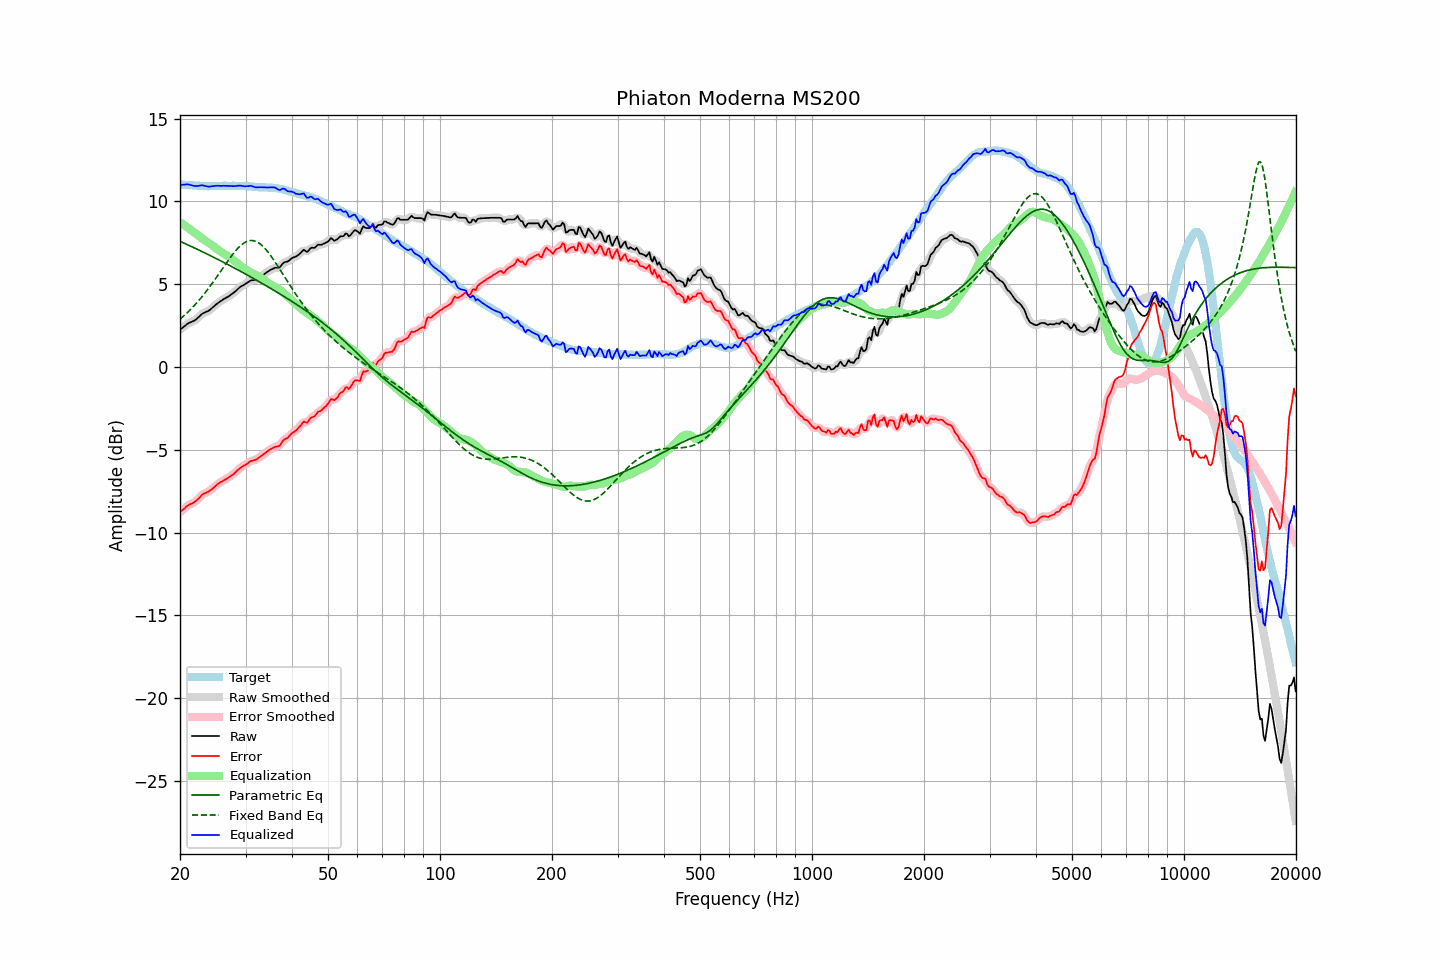 Phiaton Moderna MS200
15
10
5
0
−5
−10
−15
−20
−25
Amplitude (dBr)
Target
Raw Smoothed
Error Smoothed
Raw
Error
Equalization
Parametric Eq
Fixed Band Eq
Equalized
20 50 100 200 500 1000 2000 5000 10000 20000
Frequency (Hz)